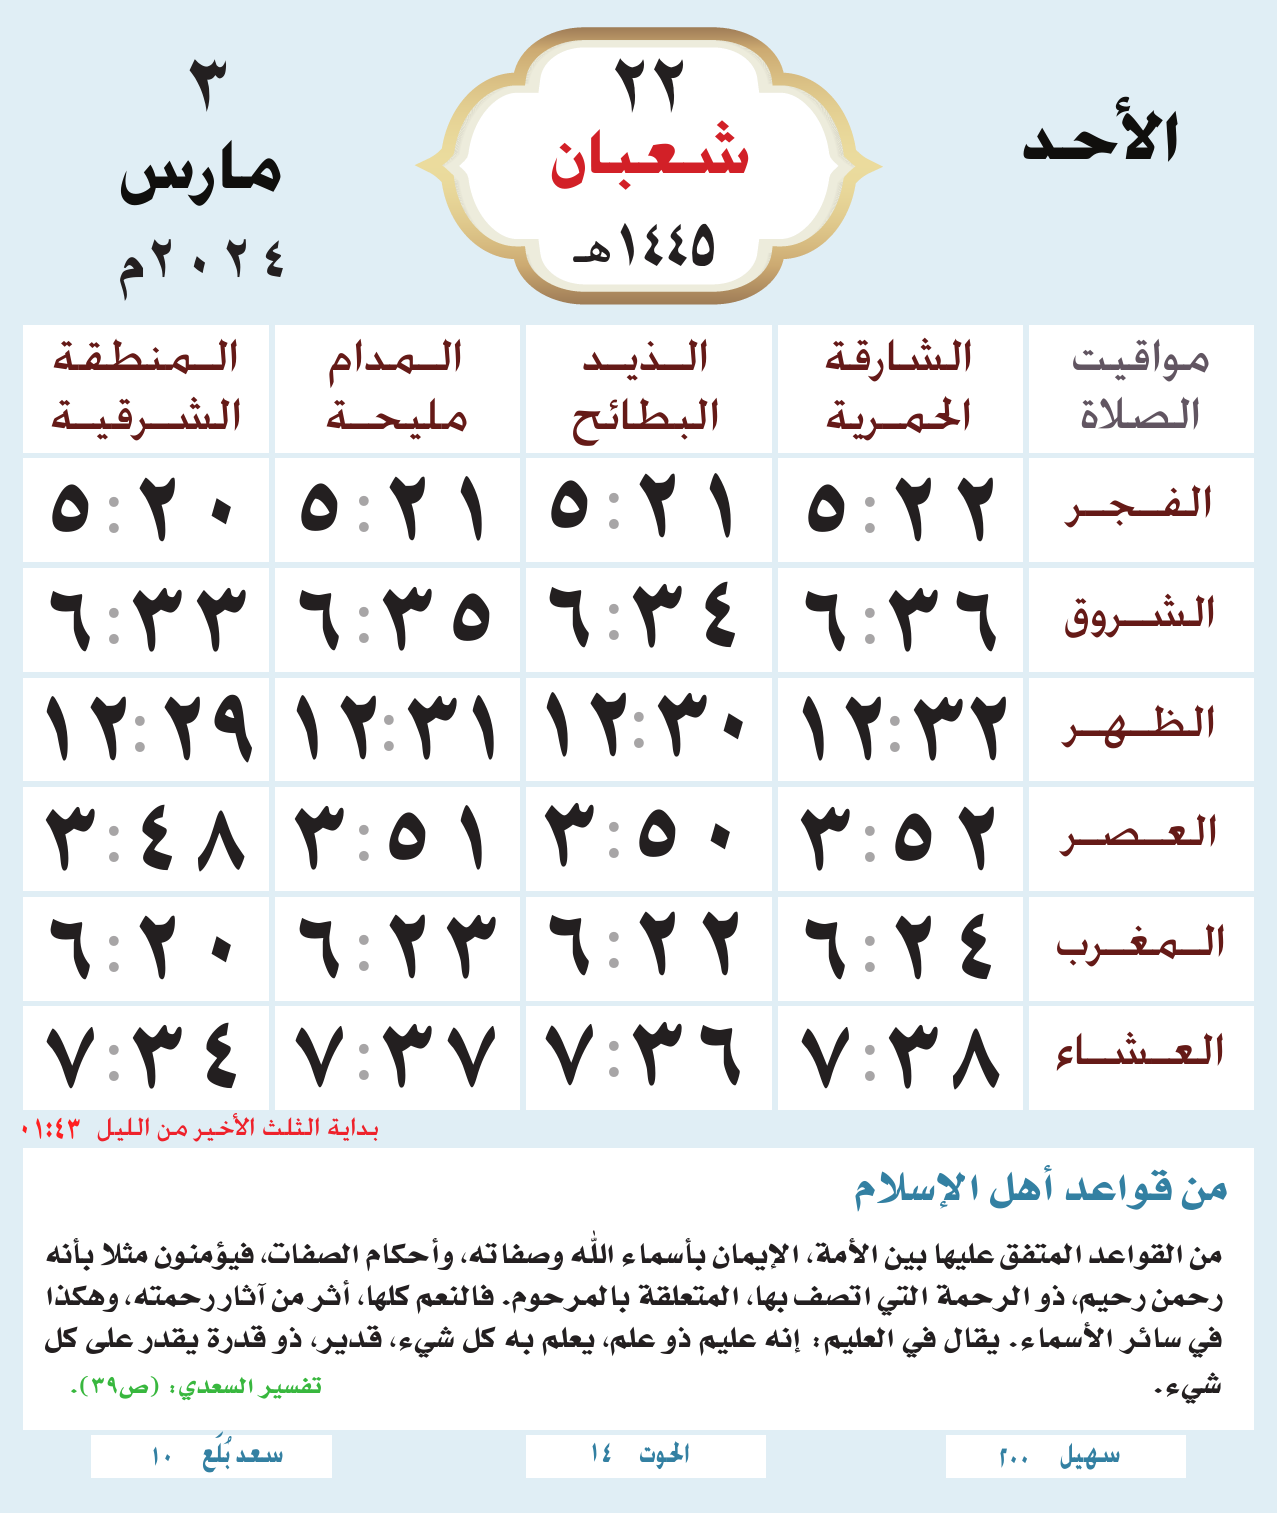 الأحد
٢٢
شعبان
١٤٤٥هـ
٣
مارس
٢٠٢٤م
مواقيت الصلاة الشارقة الحمرية الذيد البطائح المدام مليحة المنطقة الشرقية
الفجر ٥:٢٢ ٥:٢١ ٥:٢١ ٥:٢٠
الشروق ٦:٣٦ ٦:٣٤ ٦:٣٥ ٦:٣٣
الظهر ١٢:٣٢ ١٢:٣٠ ١٢:٣١ ١٢:٢٩
العصر ٣:٥٢ ٣:٥٠ ٣:٥١ ٣:٤٨
المغرب ٦:٢٤ ٦:٢٢ ٦:٢٣ ٦:٢٠
العشاء ٧:٣٨ ٧:٣٦ ٧:٣٧ ٧:٣٤
بداية الثلث الأخير من الليل ٠١:٤٣
من قواعد أهل الإسلام
من القواعد المتفق عليها بين الأمة، الإيمان بأسماء الله وصفاته، وأحكام الصفات، فيؤمنون مثلا بأنه
رحمن رحيم، ذو الرحمة التي اتصف بها، المتعلقة بالمرحوم. فالنعم كلها، أثر من آثار رحمته، وهكذا
في سائر الأسماء. يقال في العليم: إنه عليم ذو علم، يعلم به كل شيء، قدير، ذو قدرة يقدر على كل
شيء. تفسير السعدي: (ص٣٩).
سهيل ٢٠٠ الحوت ١٤ سعد بُلَع ١٠